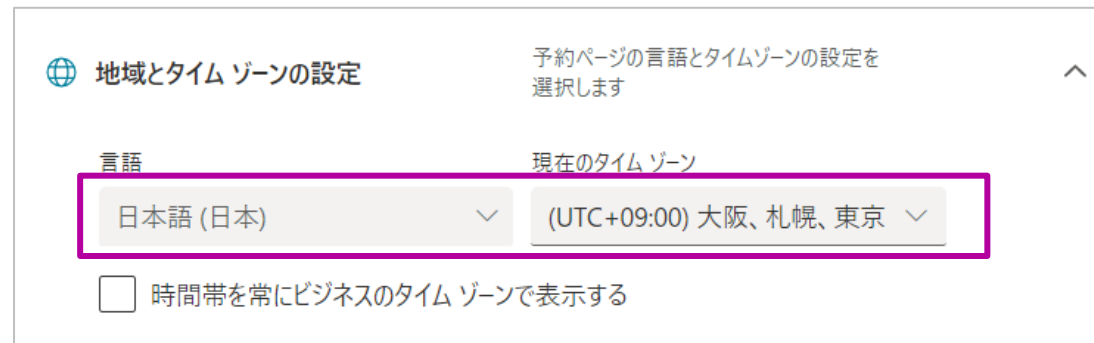 地域とタイム ゾーンの設定
予約ページの言語とタイムゾーンの設定を
選択します
言語
現在のタイム ゾーン
日本語 (日本)
(UTC+09:00) 大阪、札幌、東京
時間帯を常にビジネスのタイム ゾーンで表示する